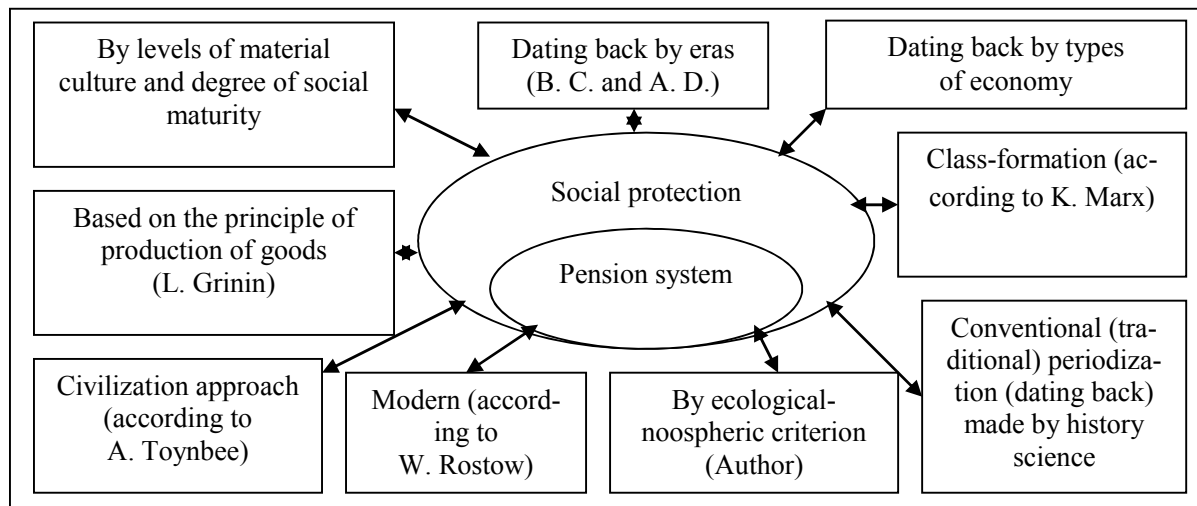 By levels of material
culture and degree of social
maturity
Dating back by eras
(B. C. and A. D.)
Dating back by types
of economy
Social protection
Class-formation (ac-
cording to K. Marx)
Based on the principle of
production of goods
(L. Grinin)
Pension system
Civilization approach
(according to
A. Toynbee)
Modern (accord-
ing to
W. Rostow)
By ecological-
noospheric criterion
(Author)
Conventional (tra-
ditional) periodiza-
tion (dating back)
made by history
science